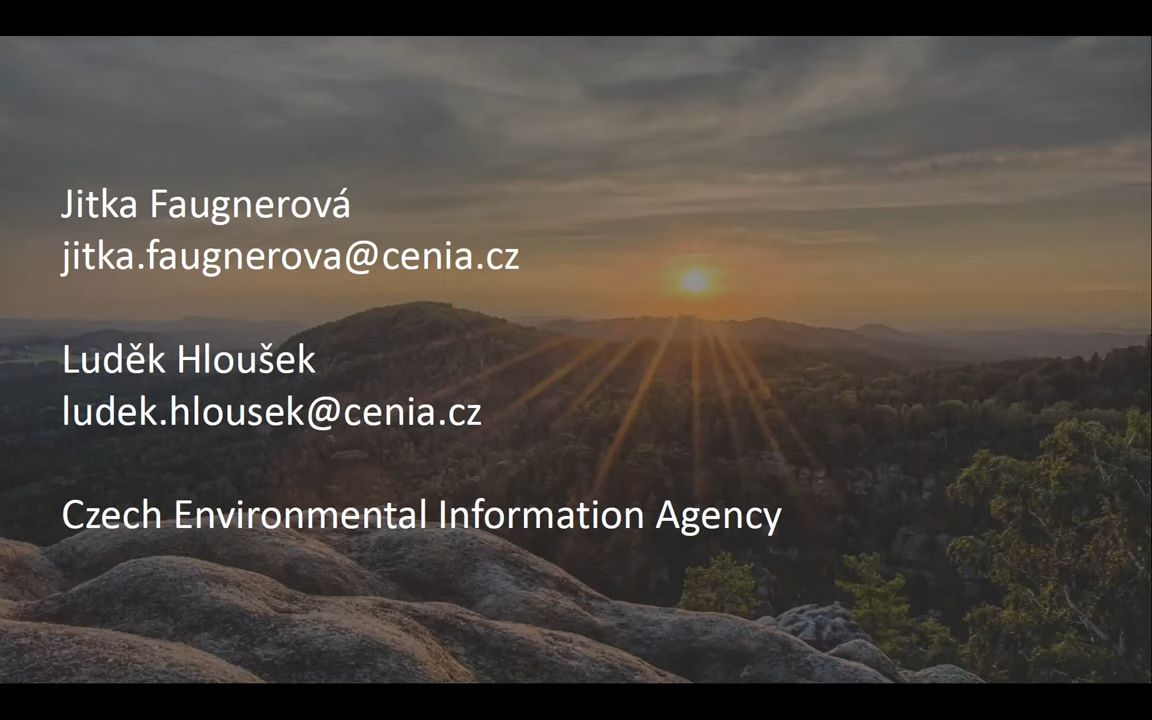 Jitka Faugnerová
jitka.faugnerova@cenia.cz
Luděk Hloušek
ludek.hlousek@cenia.cz
Czech Environmental Information Agency